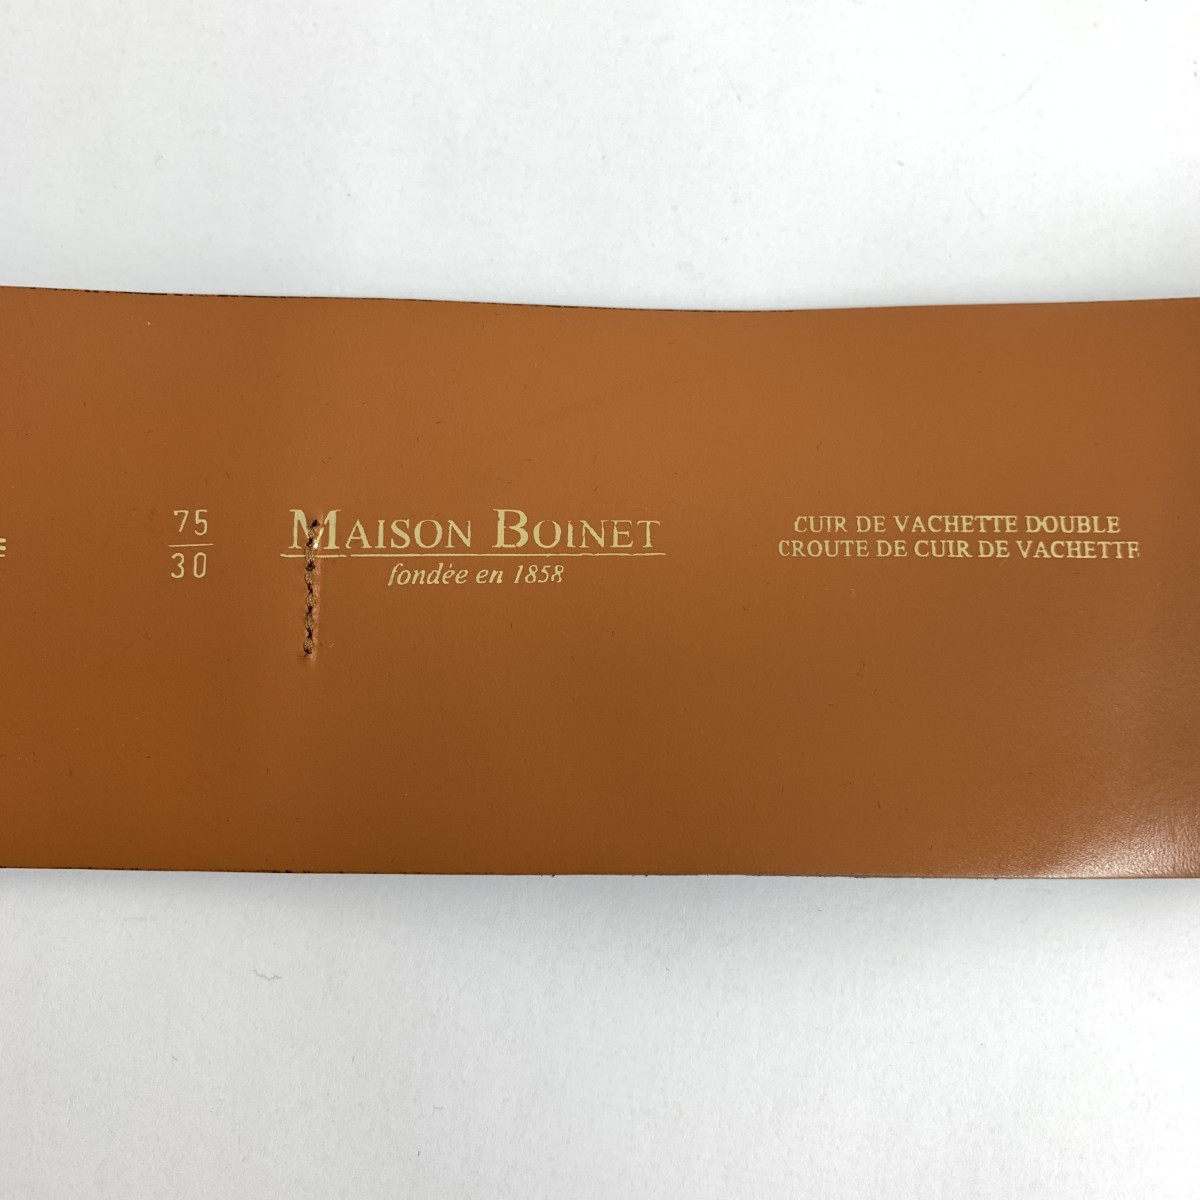 75
30
MAISON BOINET
fondée en 1858
CUIR DE VACHETTE DOUBLE
CROUTE DE CUIR DE VACHETTE